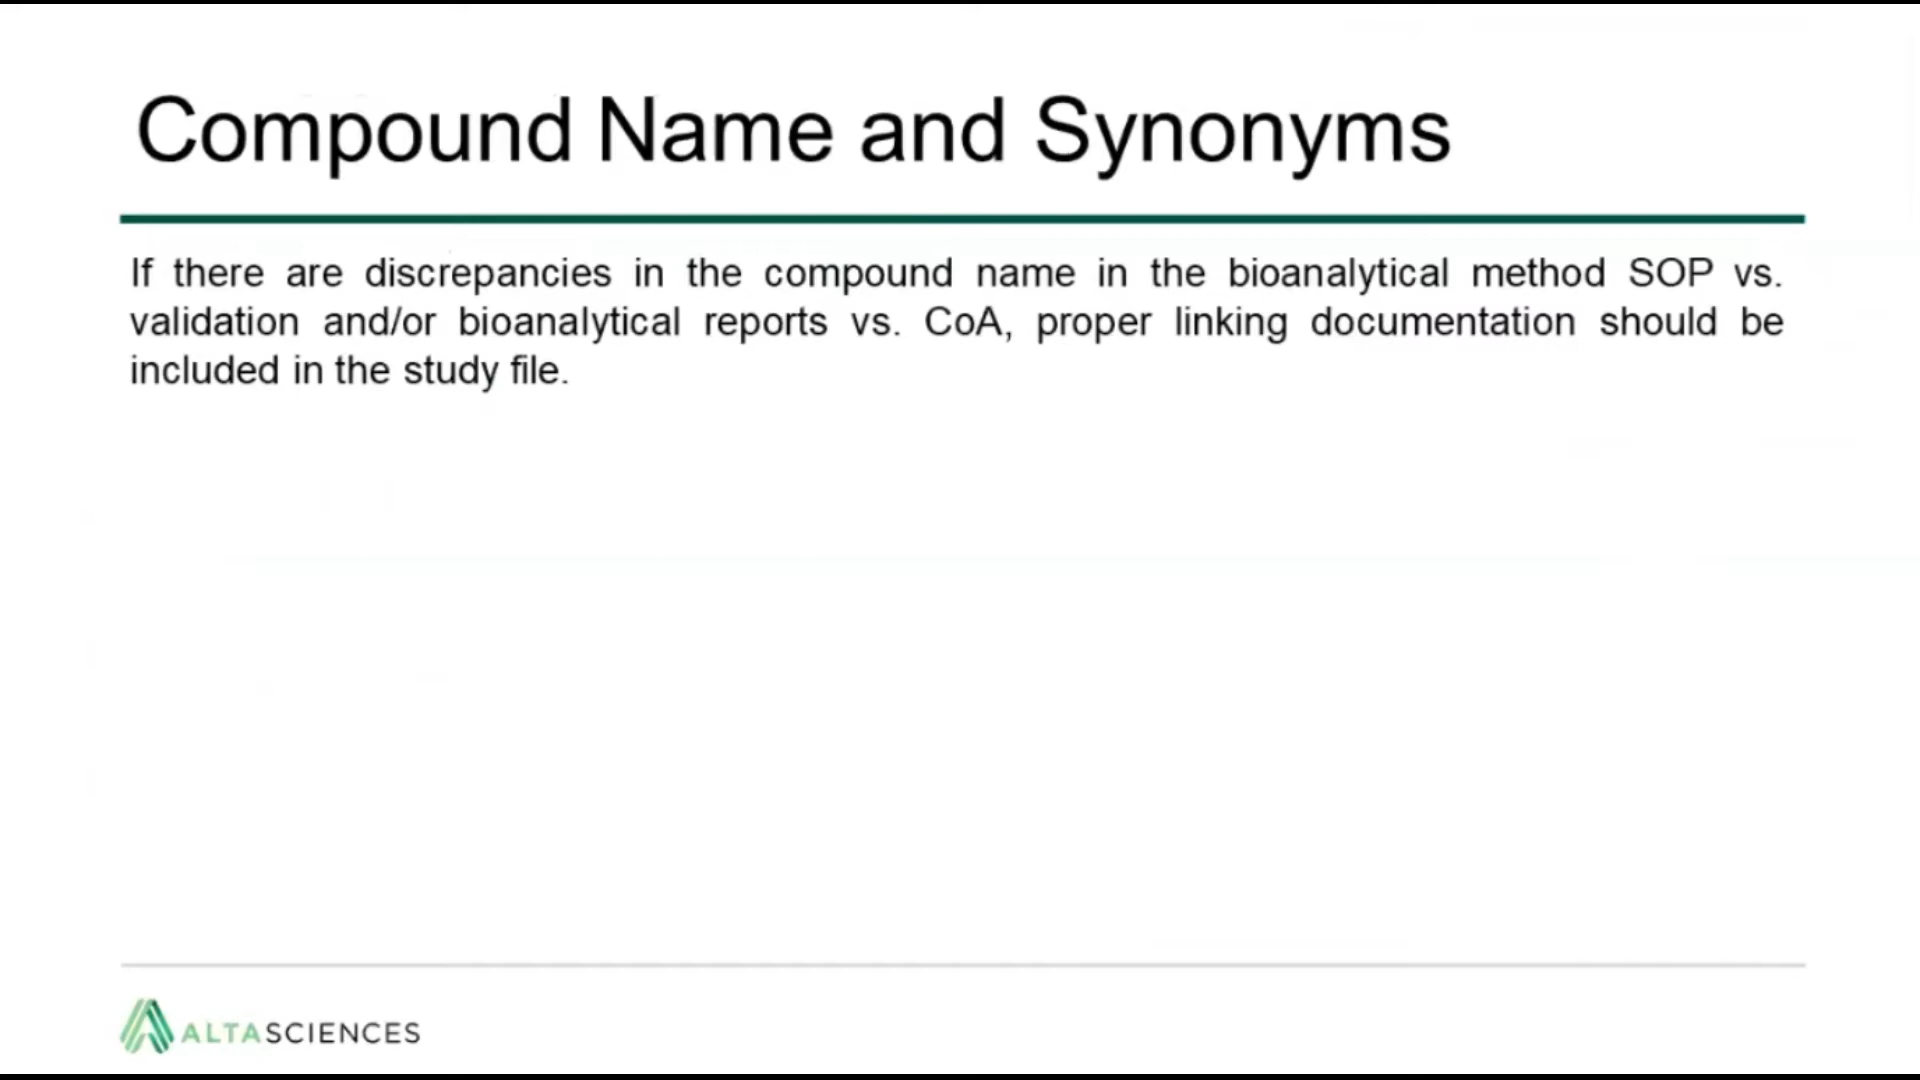 Compound Name and Synonyms
If there are discrepancies in the compound name in the bioanalytical method SOP vs.
validation and/or bioanalytical reports vs. CoA, proper linking documentation should be
included in the study file.
ALTASCIENCES